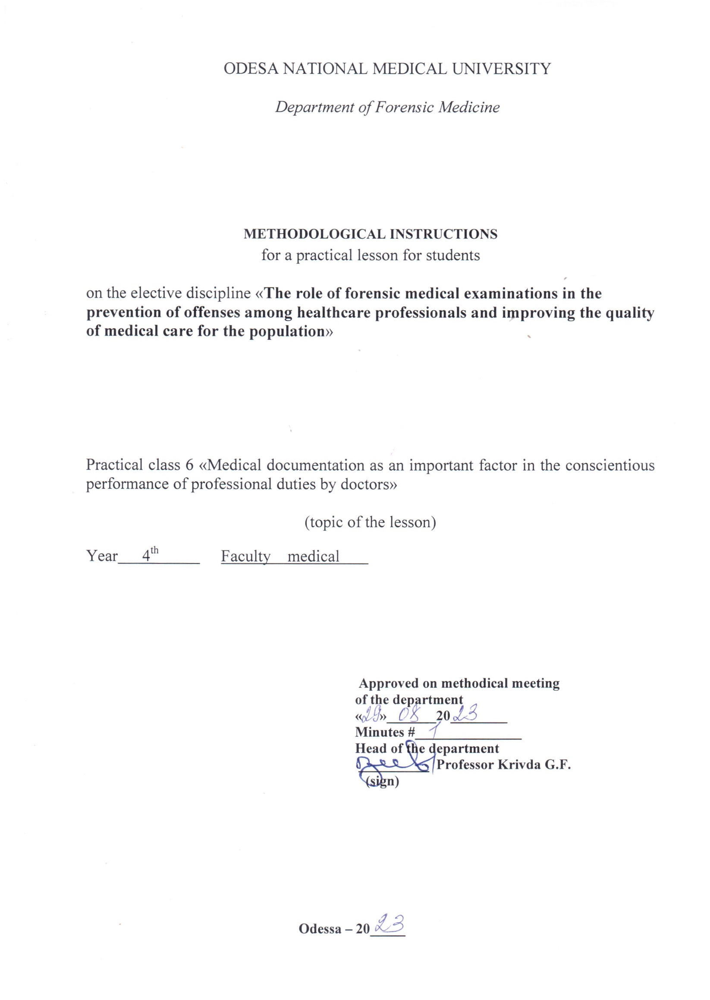 ODESA NATIONAL MEDICAL UNIVERSITY
Department of Forensic Medicine
METHODOLOGICAL INSTRUCTIONS
for a practical lesson for students
on the elective discipline «The role of forensic medical examinations in the
prevention of offenses among healthcare professionals and improving the quality
of medical care for the population»
Practical class 6 «Medical documentation as an important factor in the conscientious
performance of professional duties by doctors»
(topic of the lesson)
Year 4th Faculty medical
Approved on methodical meeting
of the department
«29» 08 2023
Minutes # 1
Head of the department
Professor Krivda G.F.
(sign)
Odessa – 2023